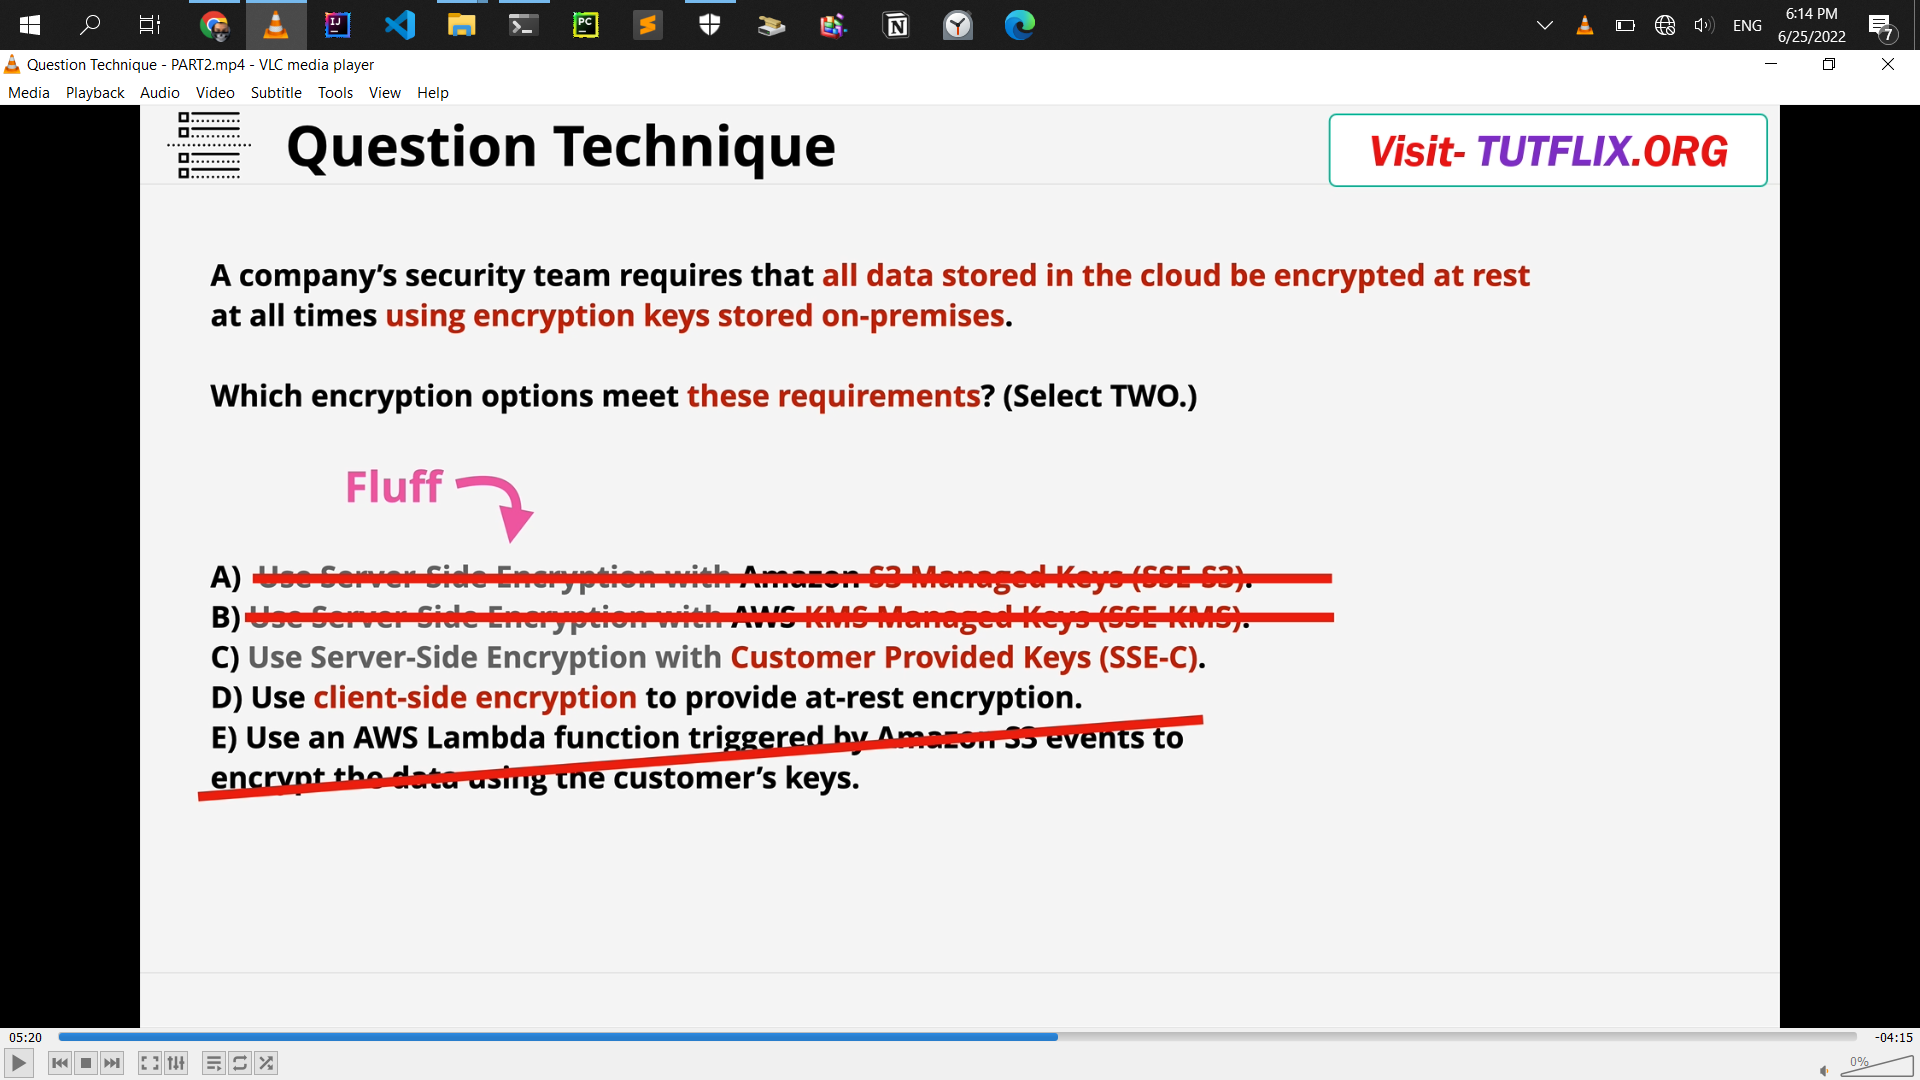 ENG
6:14 PM
6/25/2022
7
Question Technique - PART2.mp4 - VLC media player
Media Playback Audio Video Subtitle Tools View Help
Question Technique
Visit- TUTFLIX.ORG
A company’s security team requires that all data stored in the cloud be encrypted at rest
at all times using encryption keys stored on-premises.
Which encryption options meet these requirements? (Select TWO.)
Fluff
A) Use Server-Side Encryption with Amazon S3 Managed Keys (SSE-S3).
B) Use Server-Side Encryption with AWS KMS Managed Keys (SSE-KMS).
C) Use Server-Side Encryption with Customer Provided Keys (SSE-C).
D) Use client-side encryption to provide at-rest encryption.
E) Use an AWS Lambda function triggered by Amazon S3 events to
encrypt the data using the customer’s keys.
05:20
-04:15
0%